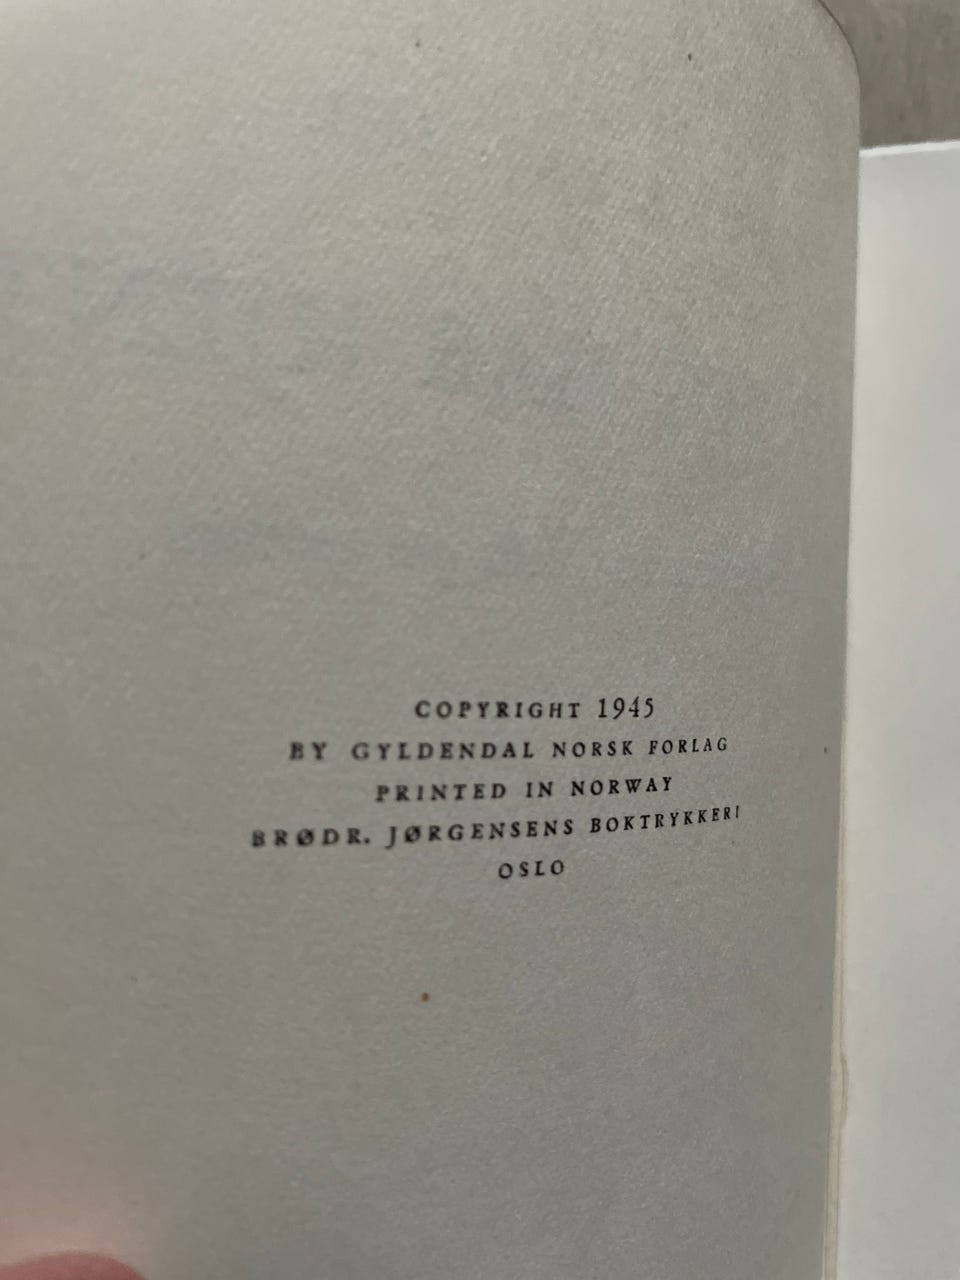 COPYRIGHT 1945
BY GYLDENDAL NORSK FORLAG
PRINTED IN NORWAY
BRØDR. JØRGENSENS BOKTRYKKERI
OSLO